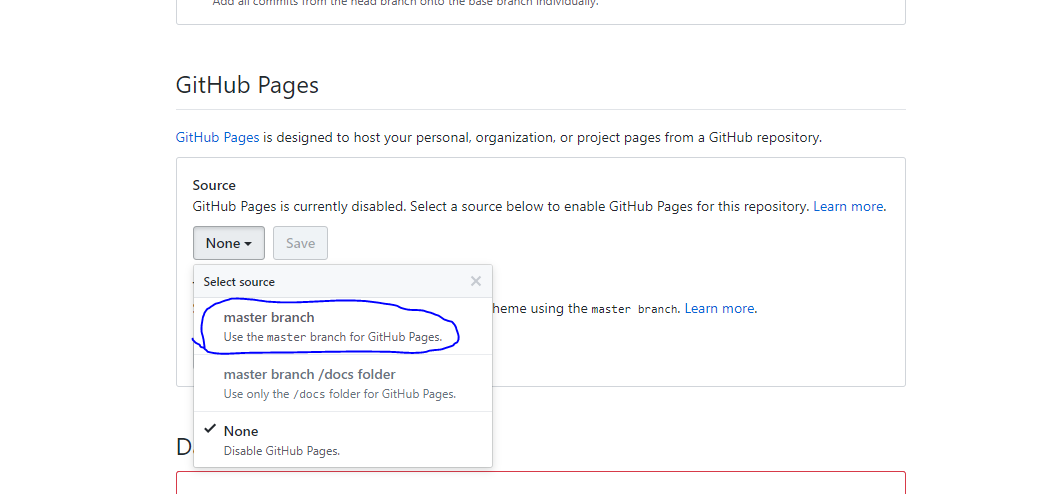 Add all commits from the head branch onto the base branch individually.
GitHub Pages
GitHub Pages is designed to host your personal, organization, or project pages from a GitHub repository.
Source
GitHub Pages is currently disabled. Select a source below to enable GitHub Pages for this repository. Learn more.
None Save
Select source
master branch
heme using the master branch. Learn more.
Use the master branch for GitHub Pages.
master branch /docs folder
Use only the /docs folder for GitHub Pages.
None
D
Disable GitHub Pages.